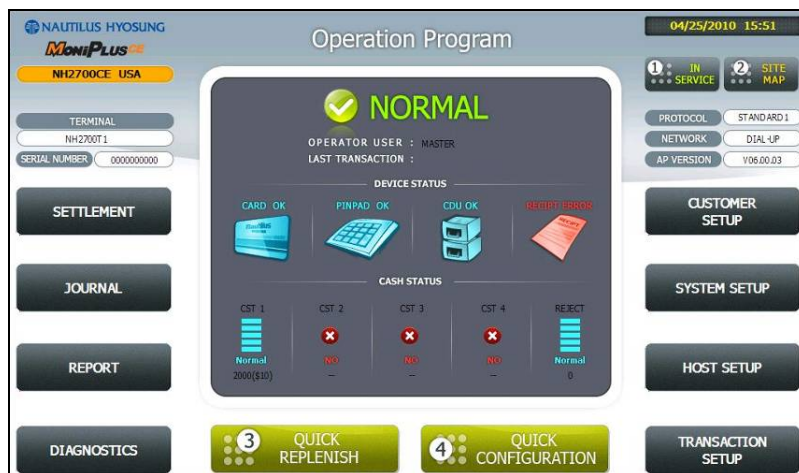 NAUTILUS HYOSUNG
MONIPLUSCE
NH2700CE USA
Operation Program
04/25/2010 15:51
1 IN SERVICE
2 SITE MAP
TERMINAL
NH2700T1
SERIAL NUMBER 0000000000
PROTOCOL STANDARD1
NETWORK DIAL-UP
AP VERSION V06.00.03
NORMAL
OPERATOR USER : MASTER
LAST TRANSACTION :
DEVICE STATUS
CARD OK PINPAD OK CDU OK RECIPT ERROR
Nautilus
RECIPT
CASH STATUS
CST 1 CST 2 CST 3 CST 4 REJECT
Normal NO NO NO Normal
2000($10) -- -- -- 0
SETTLEMENT
JOURNAL
REPORT
DIAGNOSTICS
CUSTOMER
SETUP
SYSTEM SETUP
HOST SETUP
TRANSACTION
SETUP
3 QUICK
REPLENISH
4 QUICK
CONFIGURATION